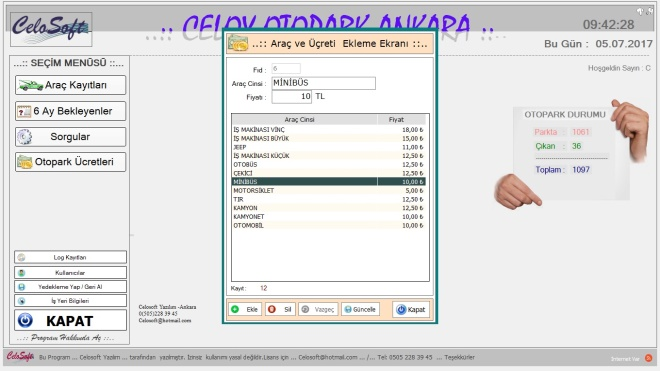 CeloSoft
..:: CELOY OTOPARK ANKARA ::..
09:42:28
Bu Gün : 05.07.2017
Hoşgeldin Sayın : C
...:: SEÇİM MENÜSÜ ::...
Araç Kayıtları
6 Ay Bekleyenler
Sorgular
Otopark Ücretleri
Log Kayıtları
Kullanıcılar
Yedekleme Yap / Geri Al
İş Yeri Bilgileri
KAPAT
...:: Program Hakkında Aç ::...
Celosoft Yazılım -Ankara
0(505)228 39 45
Celosoft@hotmail.com
..:: Araç ve Ücreti Ekleme Ekranı ::..
Fıd : 6
Araç Cinsi : MİNİBÜS
Fiyatı : 10 TL
Araç Cinsi Fiyat
İŞ MAKİNASI VİNÇ 18,00 ₺
İŞ MAKİNASI BÜYÜK 15,00 ₺
JEEP 11,00 ₺
İŞ MAKİNASI KÜÇÜK 12,50 ₺
OTOBÜS 12,50 ₺
ÇEKİCİ 12,50 ₺
MİNİBÜS 10,00 ₺
MOTORSİKLET 5,00 ₺
TIR 12,50 ₺
KAMYON 12,50 ₺
KAMYONET 10,00 ₺
OTOMOBİL 10,00 ₺
Kayıt : 12
Ekle
Sil
Vazgeç
Güncelle
Kapat
OTOPARK DURUMU
Parkta : 1061
Çıkan : 36
Toplam : 1097
CeloSoft
Bu Program ... Celosoft Yazılım ... tarafından yazılmıştır. İzinsiz kullanımı yasal değildir.Lisans için ... Celosoft@hotmail.com ... /... Tel: 0505 228 39 45 ... Teşekkürler
İnternet Var